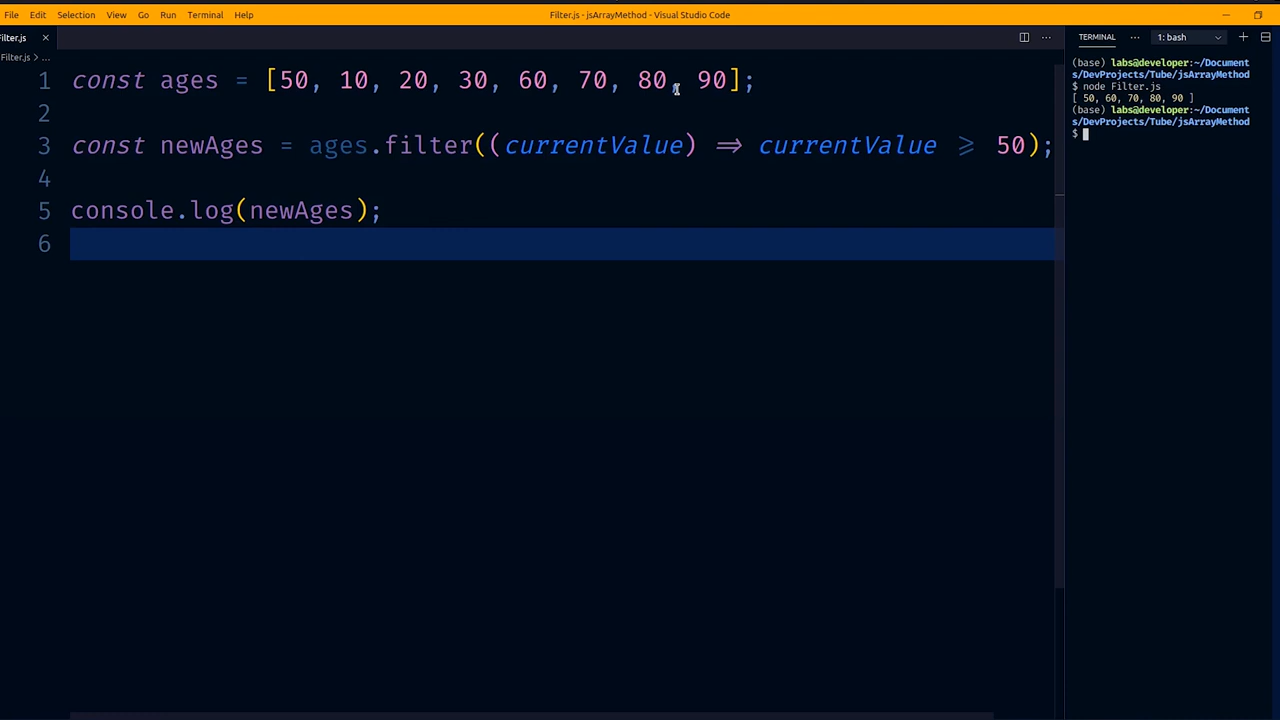 File Edit Selection View Go Run Terminal Help
Filter.js - jsArrayMethod - Visual Studio Code
Filter.js
Filter.js > ...
1 const ages = [50, 10, 20, 30, 60, 70, 80, 90];
2
3 const newAges = ages.filter((currentValue) => currentValue >= 50);
4
5 console.log(newAges);
6
TERMINAL ... 1: bash
(base) labs@developer:~/Document
s/DevProjects/Tube/jsArrayMethod
$ node Filter.js
[ 50, 60, 70, 80, 90 ]
(base) labs@developer:~/Document
s/DevProjects/Tube/jsArrayMethod
$